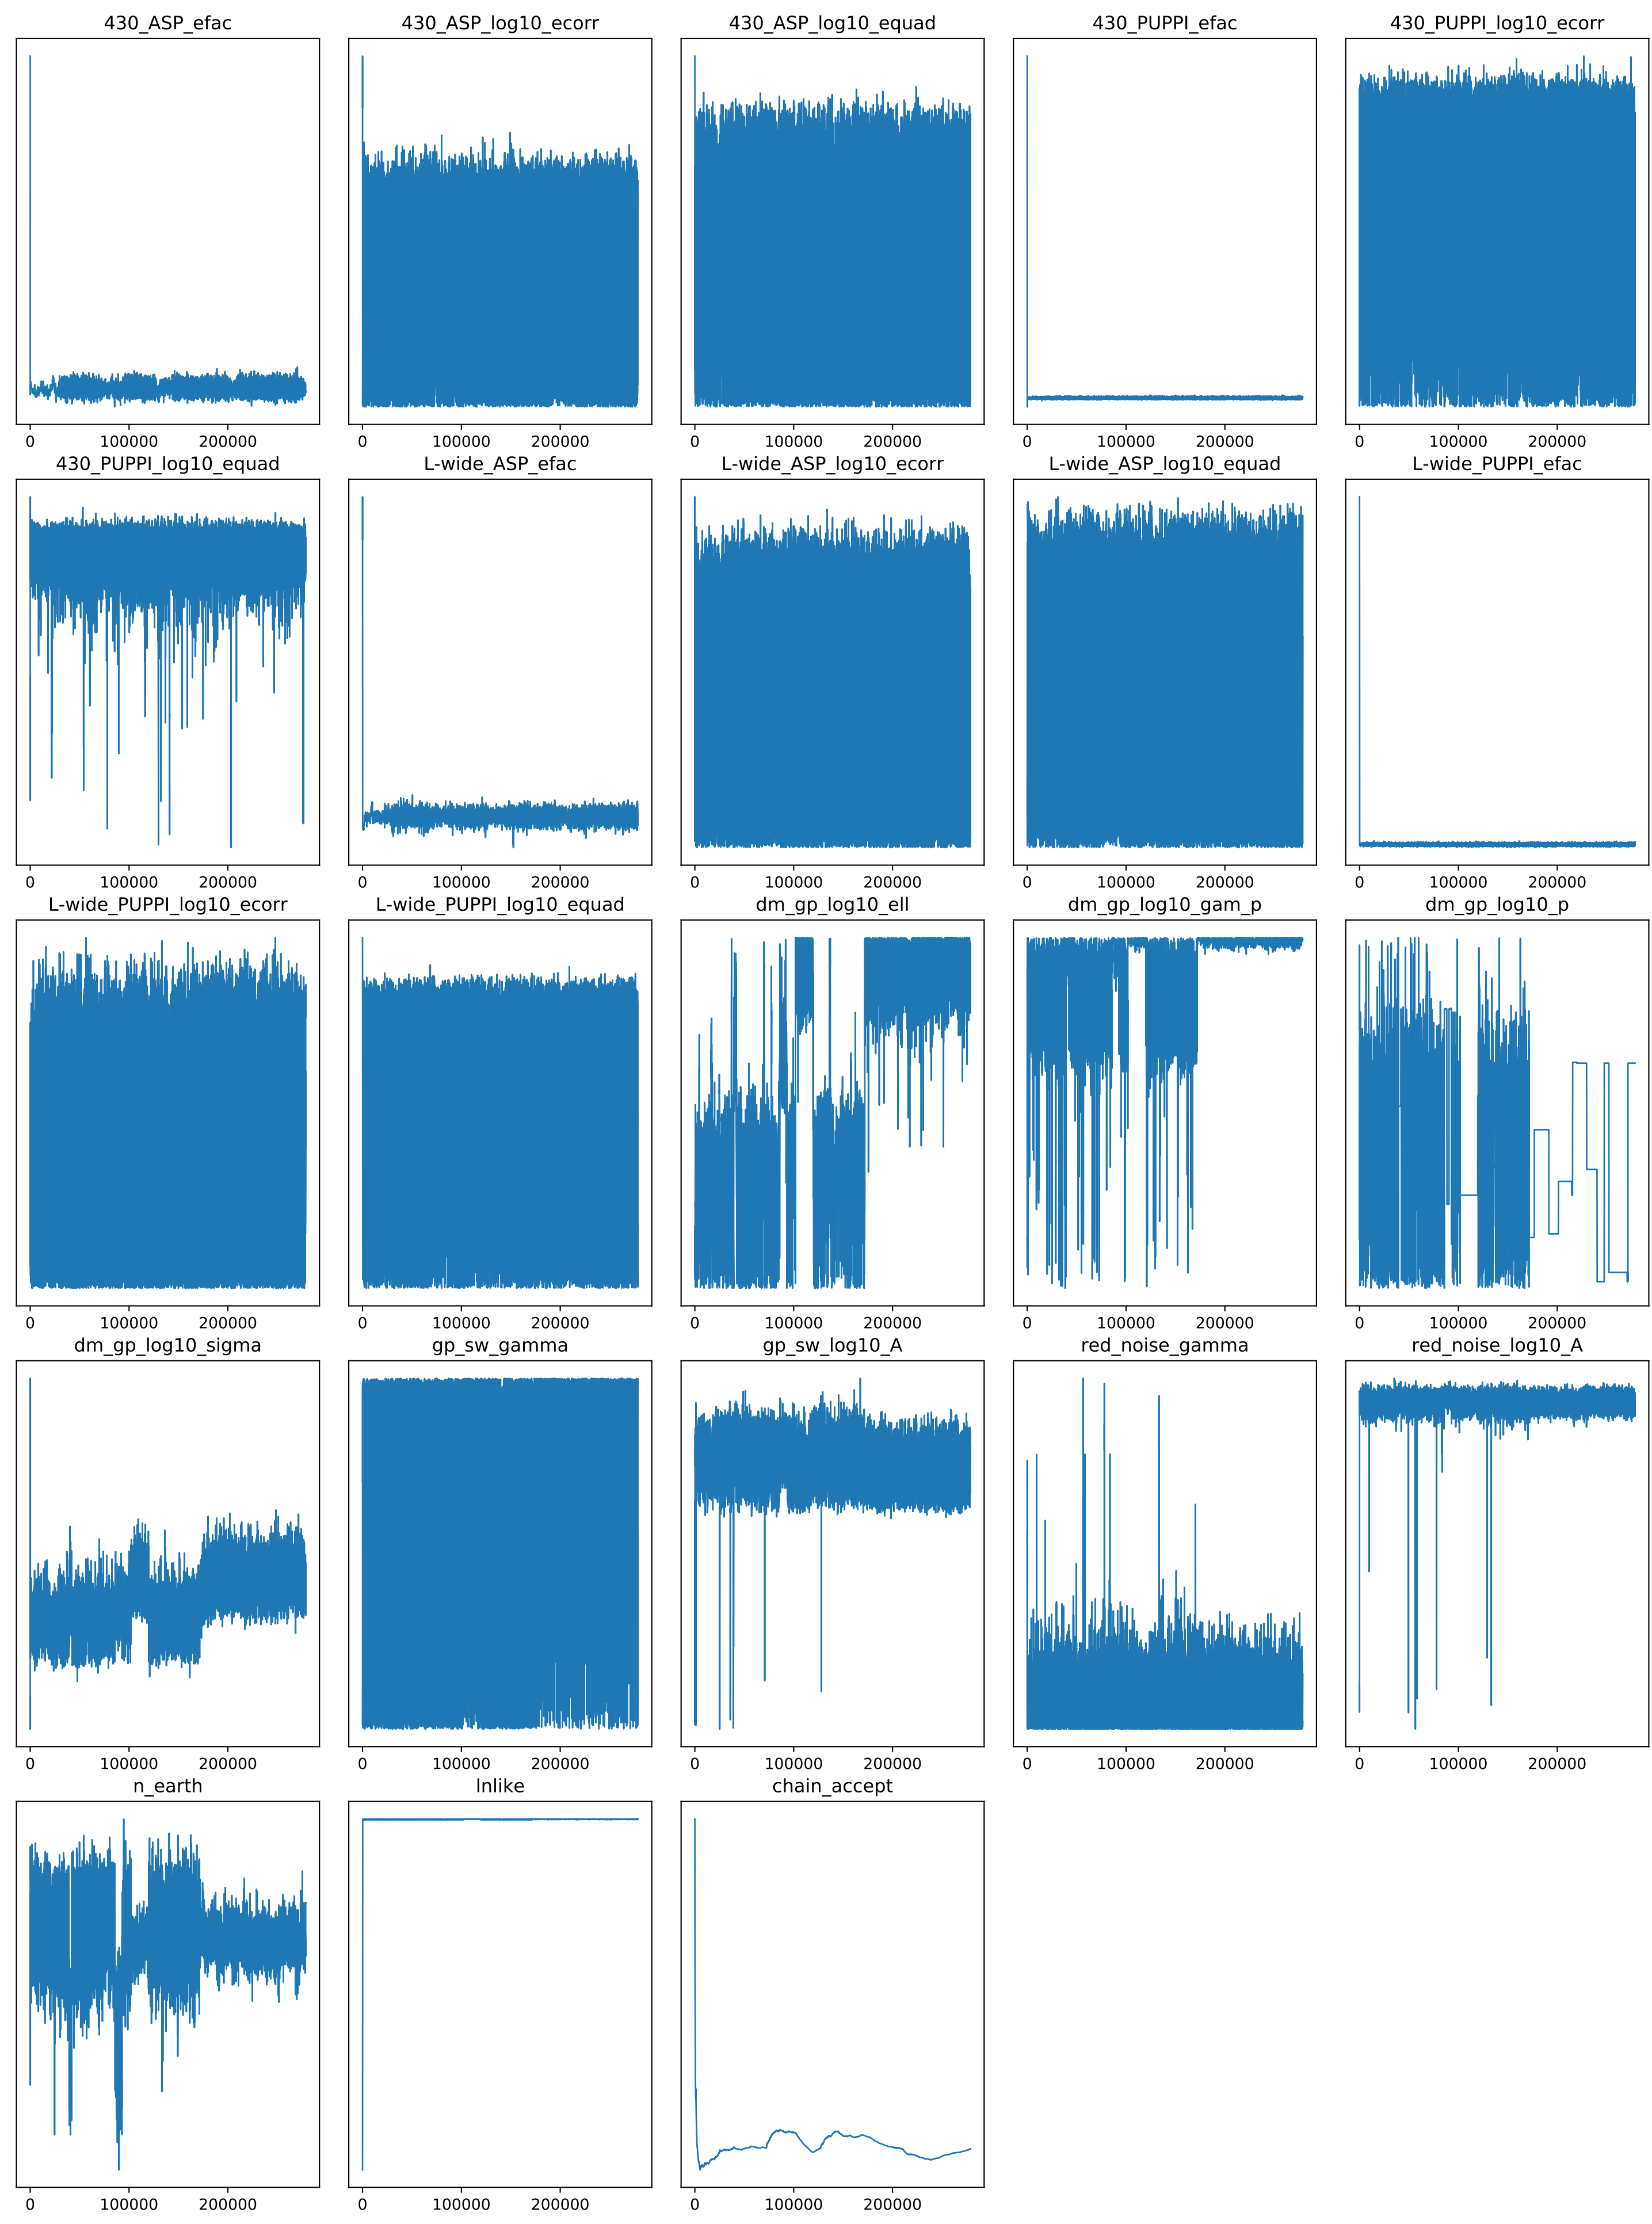 430_ASP_efac 430_ASP_log10_ecorr 430_ASP_log10_equad 430_PUPPI_efac 430_PUPPI_log10_ecorr
0 100000 200000 0 100000 200000 0 100000 200000 0 100000 200000 0 100000 200000
430_PUPPI_log10_equad L-wide_ASP_efac L-wide_ASP_log10_ecorr L-wide_ASP_log10_equad L-wide_PUPPI_efac
0 100000 200000 0 100000 200000 0 100000 200000 0 100000 200000 0 100000 200000
L-wide_PUPPI_log10_ecorr L-wide_PUPPI_log10_equad dm_gp_log10_ell dm_gp_log10_gam_p dm_gp_log10_p
0 100000 200000 0 100000 200000 0 100000 200000 0 100000 200000 0 100000 200000
dm_gp_log10_sigma gp_sw_gamma gp_sw_log10_A red_noise_gamma red_noise_log10_A
0 100000 200000 0 100000 200000 0 100000 200000 0 100000 200000 0 100000 200000
n_earth lnlike chain_accept
0 100000 200000 0 100000 200000 0 100000 200000